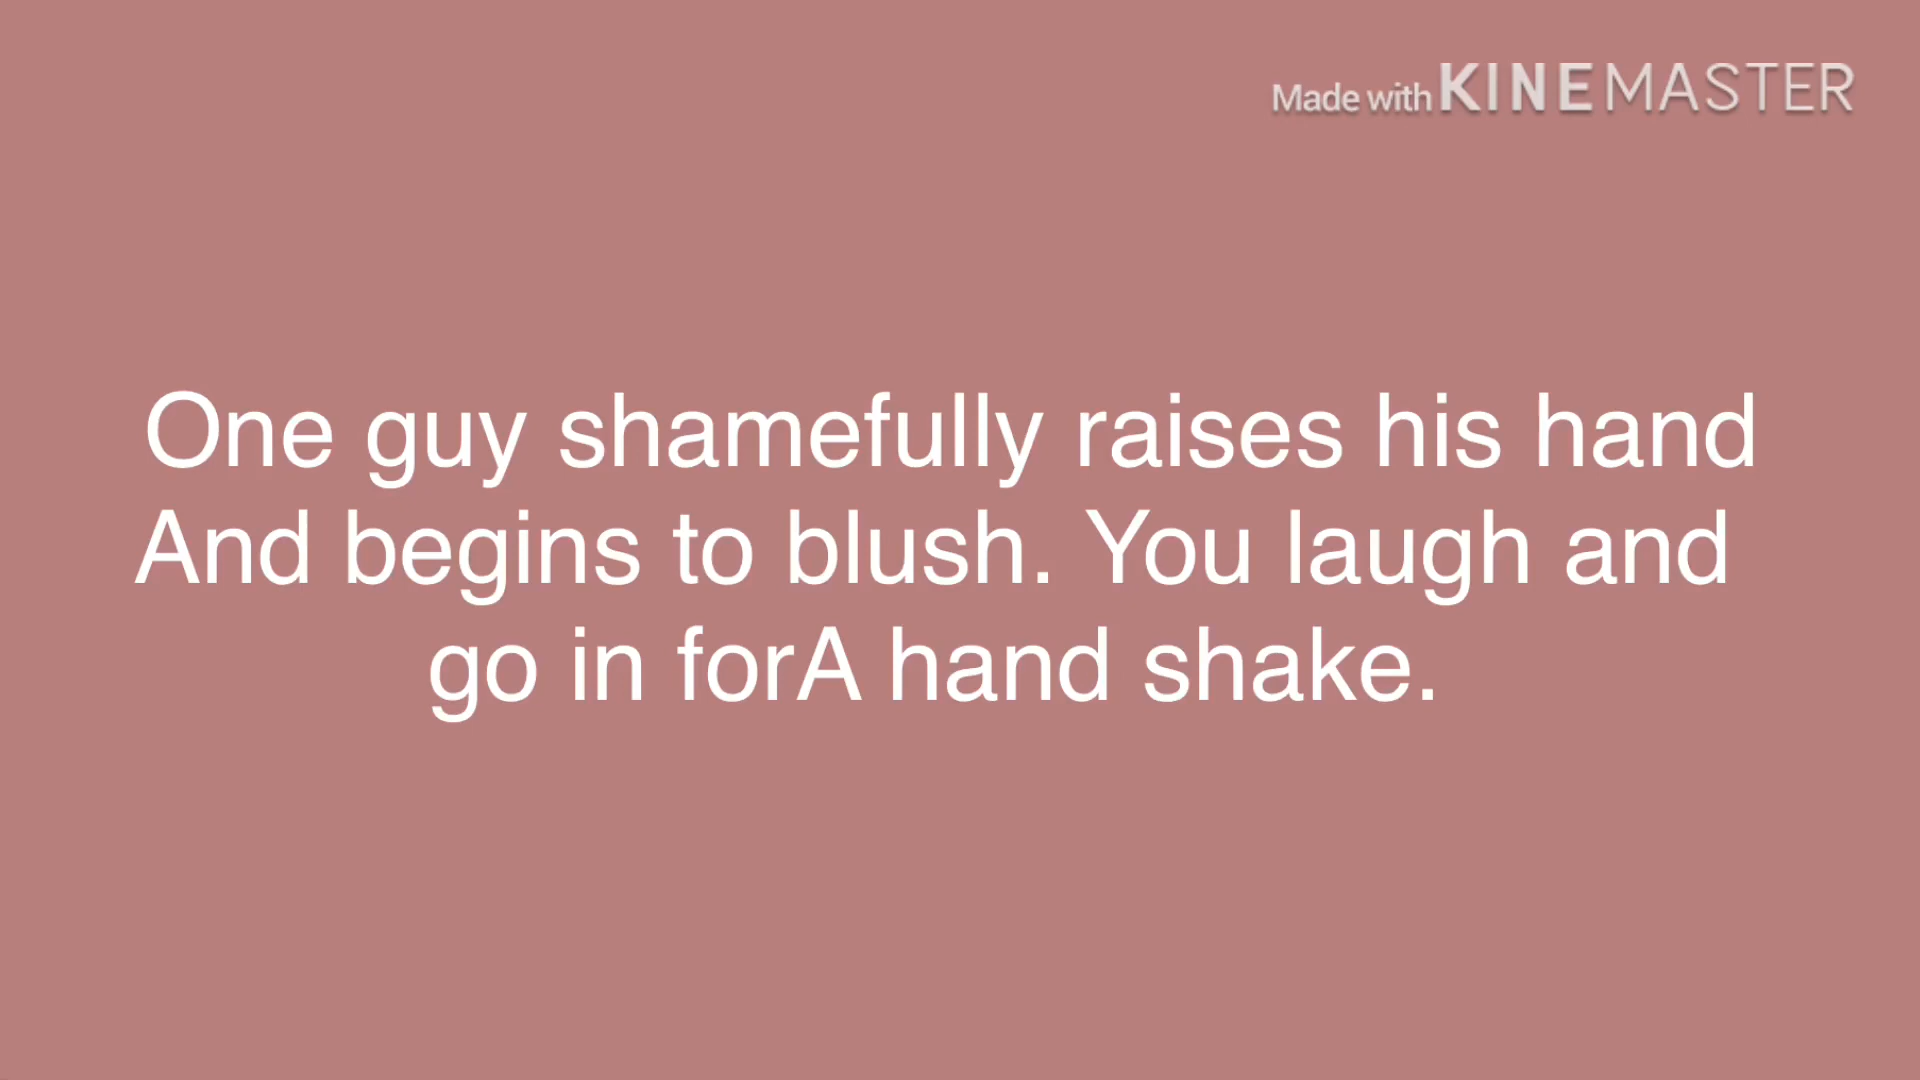 Made with KINEMASTER
One guy shamefully raises his hand
And begins to blush. You laugh and
go in forA hand shake.